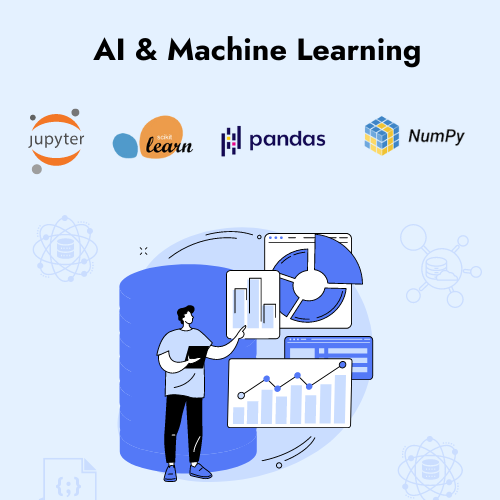 AI & Machine Learning
jupyter
scikit
learn
pandas
NumPy
{;}